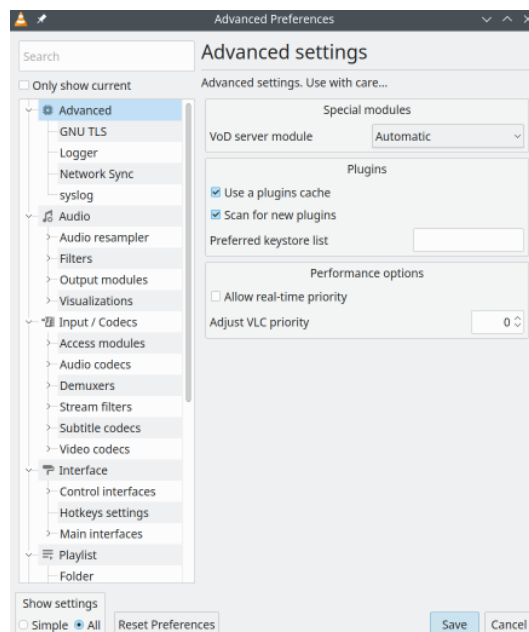 Advanced Preferences
Search
Only show current
Advanced
GNU TLS
Logger
Network Sync
syslog
Audio
Audio resampler
Filters
Output modules
Visualizations
Input / Codecs
Access modules
Audio codecs
Demuxers
Stream filters
Subtitle codecs
Video codecs
Interface
Control interfaces
Hotkeys settings
Main interfaces
Playlist
Folder
Advanced settings
Advanced settings. Use with care...
Special modules
VoD server module Automatic
Plugins
Use a plugins cache
Scan for new plugins
Preferred keystore list
Performance options
Allow real-time priority
Adjust VLC priority 0
Show settings
Simple All Reset Preferences Save Cancel